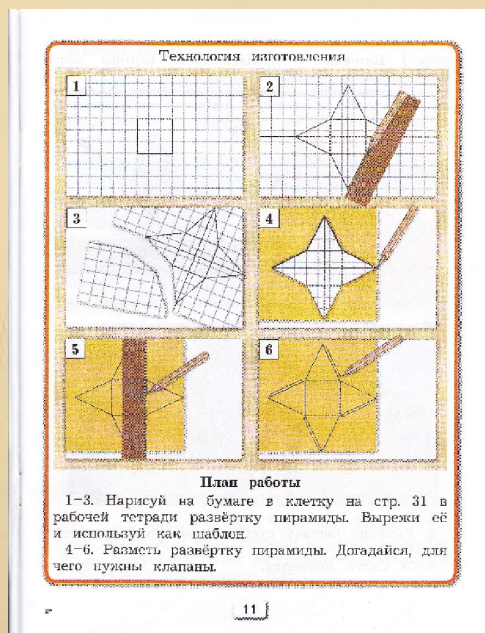 Технология изготовления
1
2
3
4
5
6
План работы
1–3. Нарисуй на бумаге в клетку на стр. 31 в
рабочей тетради развёртку пирамиды. Вырежи её
и используй как шаблон.
4–6. Разметь развёртку пирамиды. Догадайся, для
чего нужны клапаны.
11